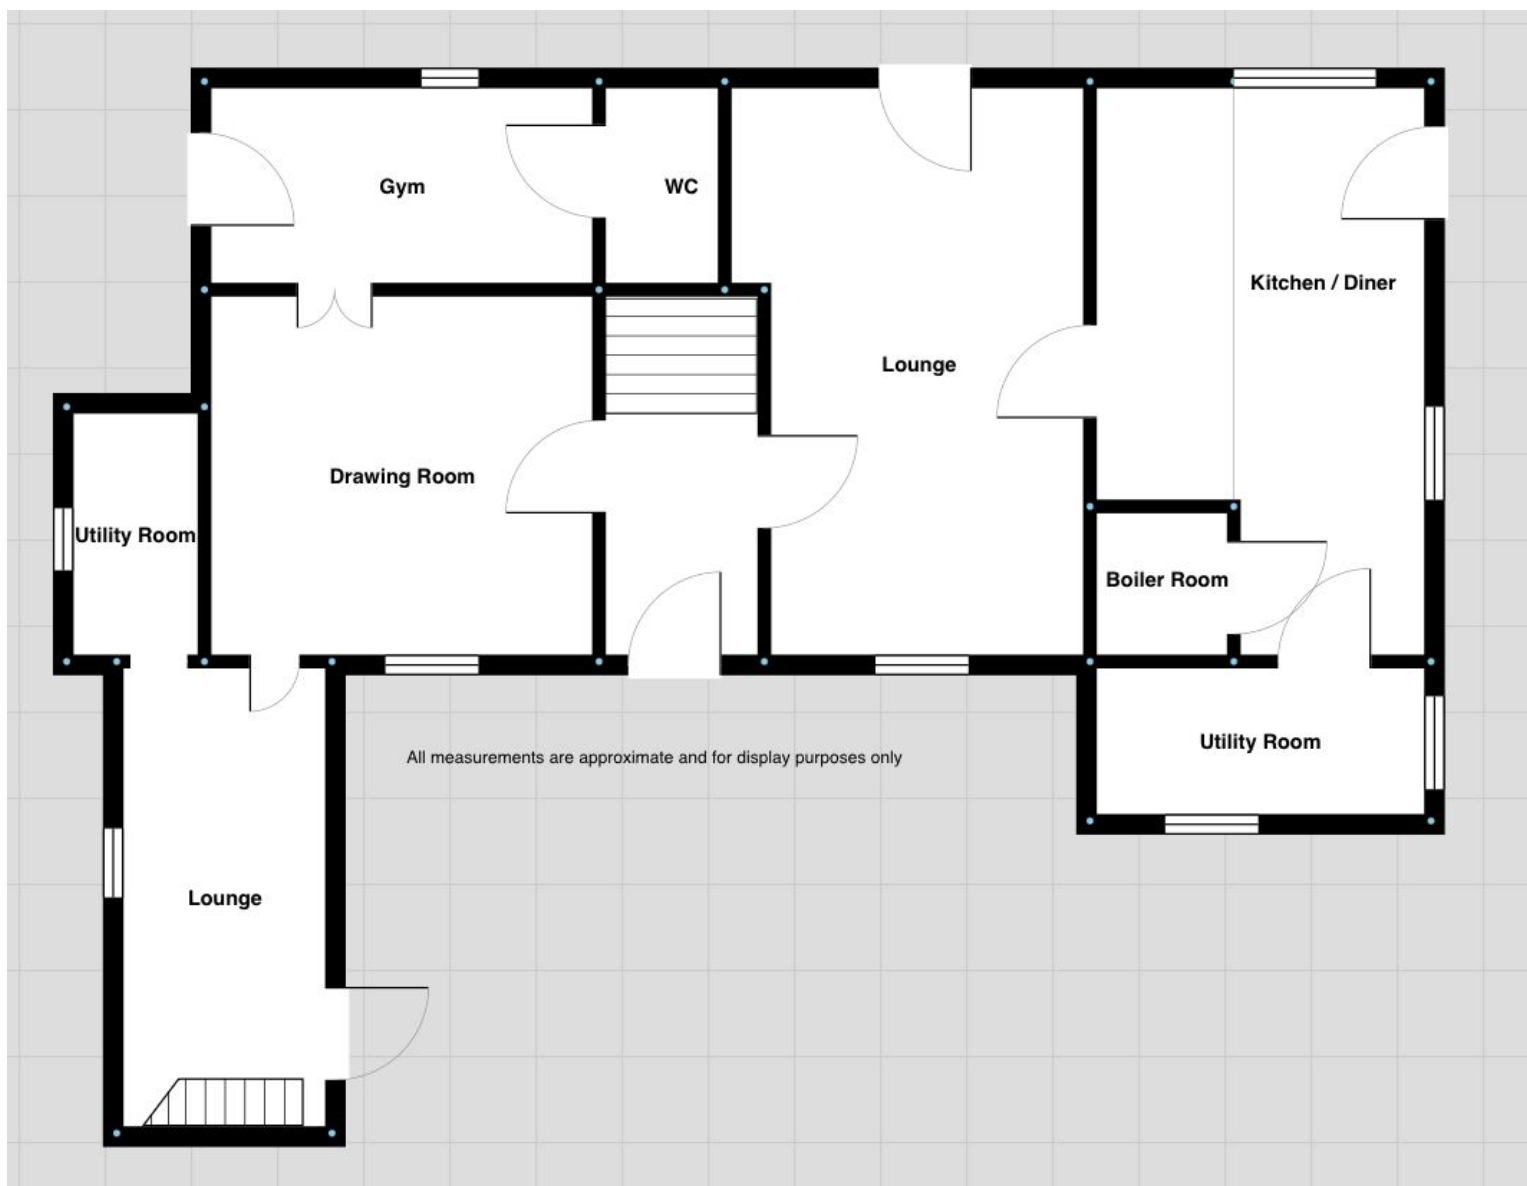 Gym
WC
Kitchen / Diner
Lounge
Drawing Room
Utility Room
Boiler Room
Utility Room
All measurements are approximate and for display purposes only
Lounge